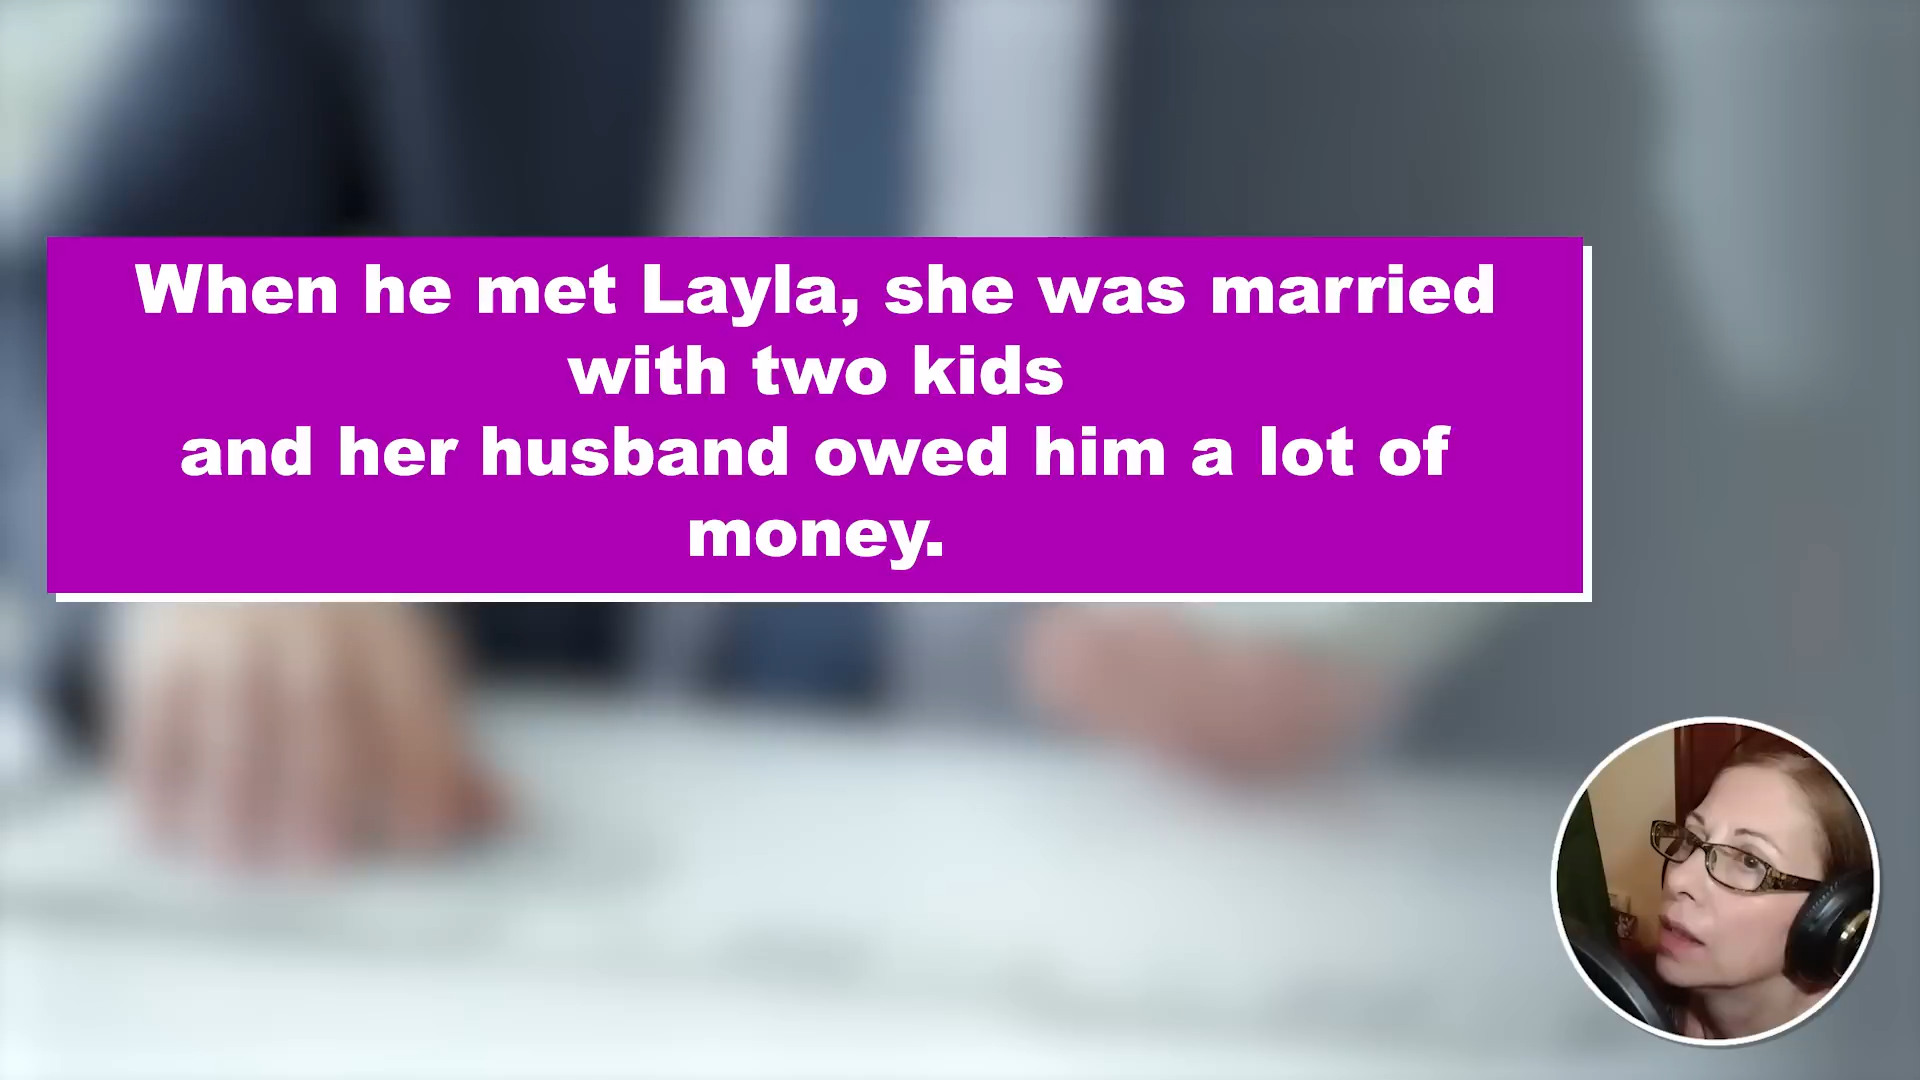 When he met Layla, she was married
with two kids
and her husband owed him a lot of
money.